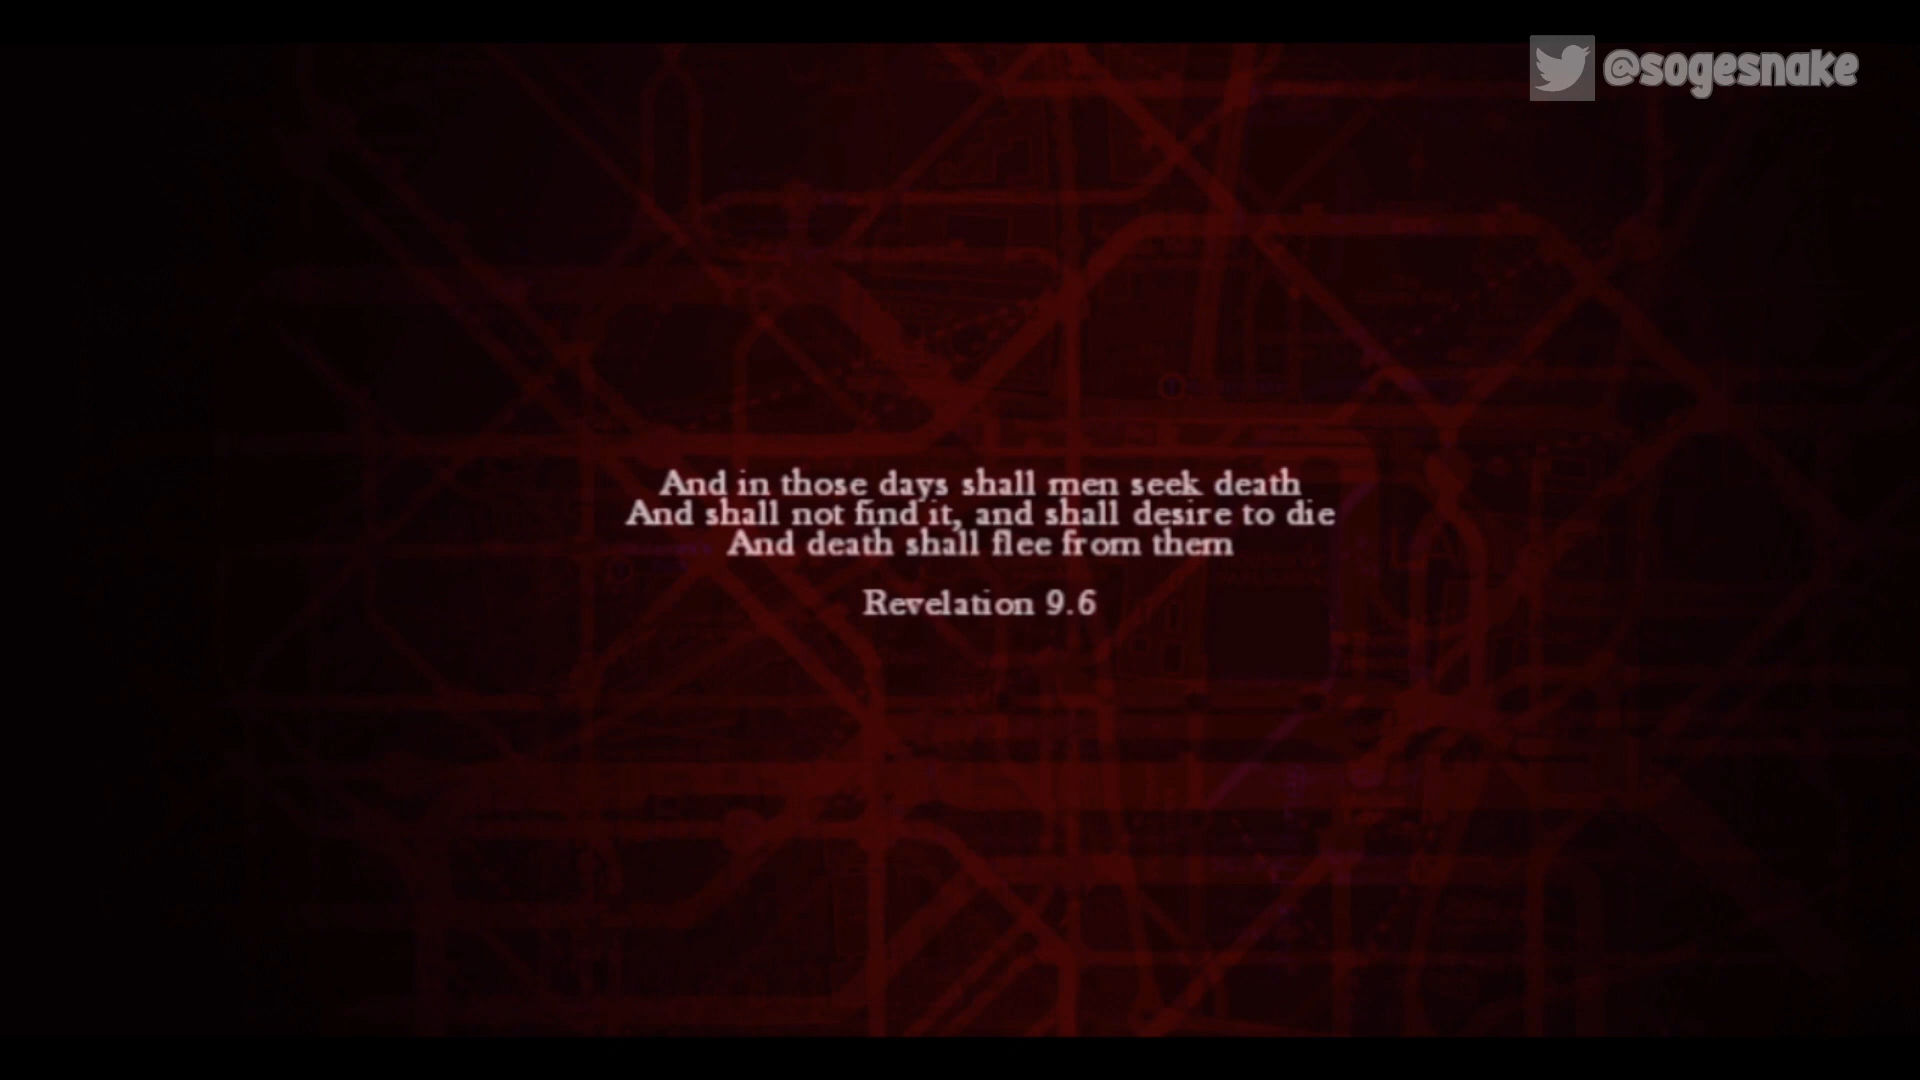 @sogesnake
And in those days shall men seek death
And shall not find it, and shall desire to die
And death shall flee from them
Revelation 9.6